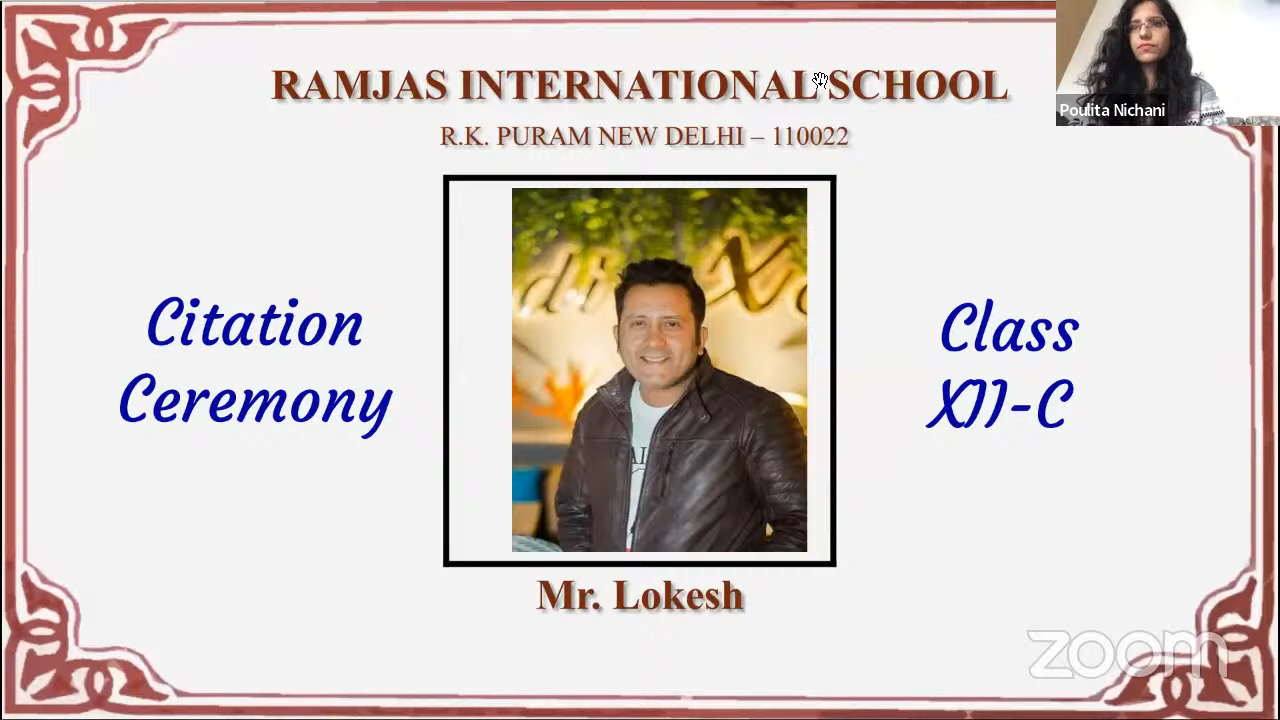 RAMJAS INTERNATIONAL SCHOOL
R.K. PURAM NEW DELHI – 110022
Poulita Nichani
Citation
Ceremony
Class
XII-C
Mr. Lokesh
zoom